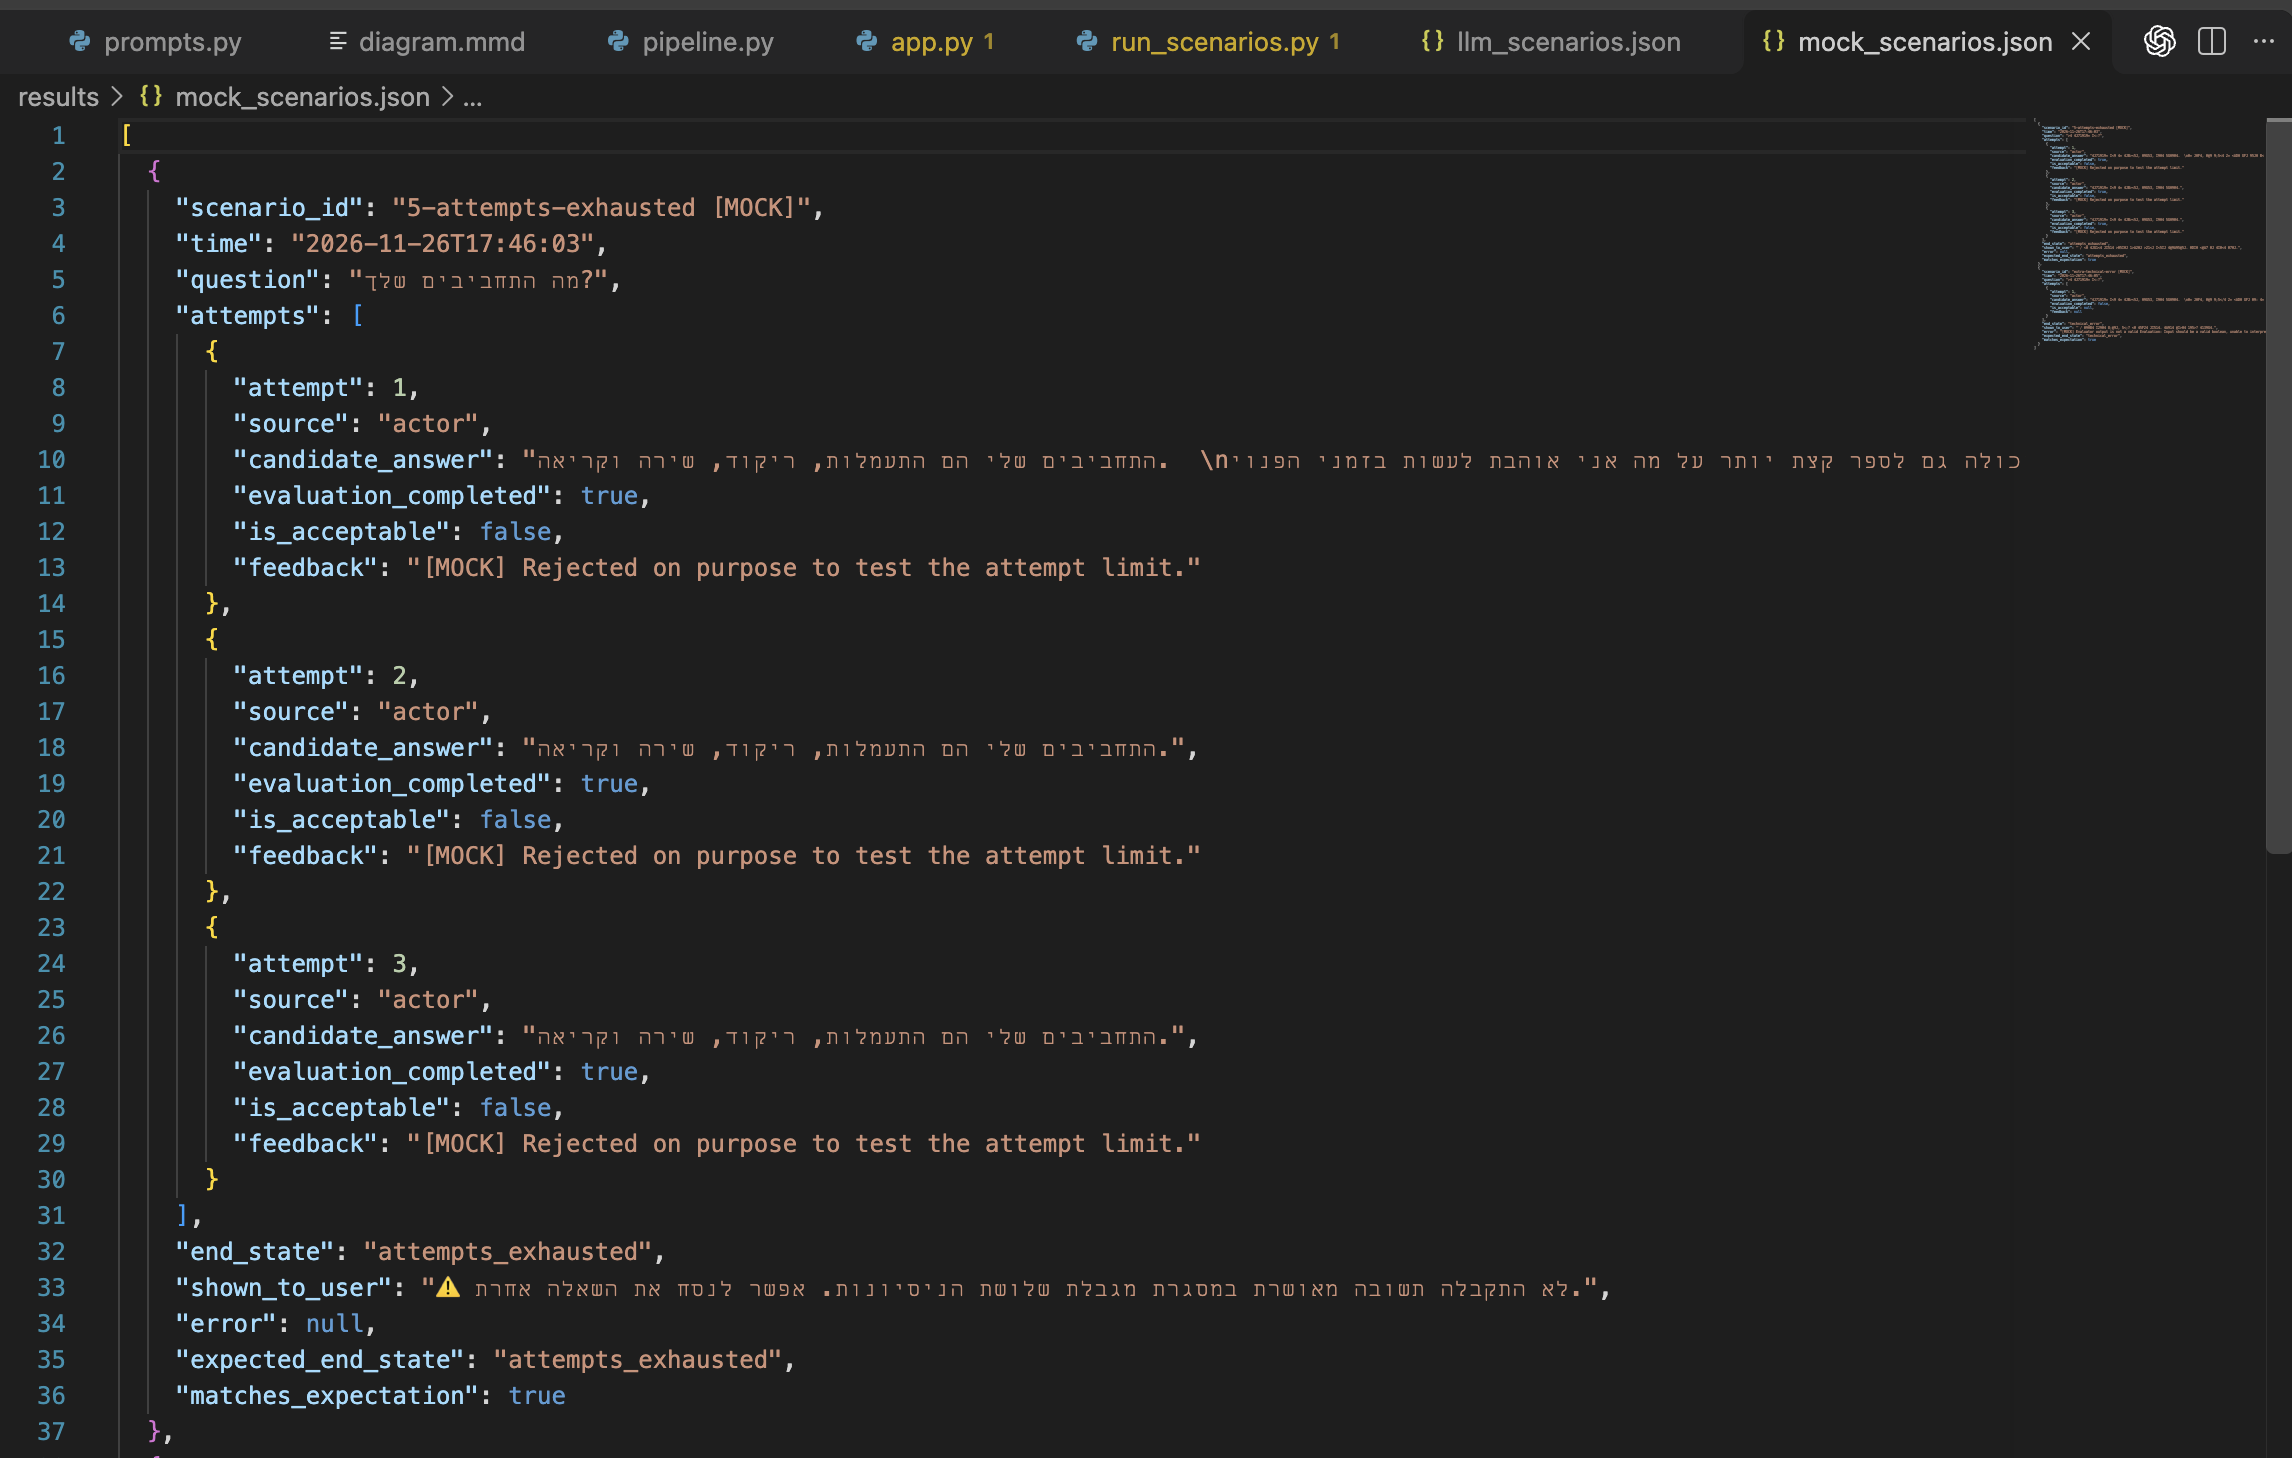 prompts.py diagram.mmd pipeline.py app.py 1 run_scenarios.py 1 {} llm_scenarios.json {} mock_scenarios.json
results > {} mock_scenarios.json > ...
1 [
2 {
3 "scenario_id": "5-attempts-exhausted [MOCK]",
4 "time": "2026-11-26T17:46:03",
5 "question": "מה התחביבים שלך?",
6 "attempts": [
7 {
8 "attempt": 1,
9 "source": "actor",
10 "candidate_answer": "התחביבים שלי הם התעמלות, ריקוד, שירה וקריאה.  \nכולה גם לספר קצת יותר על מה אני אוהבת לעשות בזמני הפנוי
11 "evaluation_completed": true,
12 "is_acceptable": false,
13 "feedback": "[MOCK] Rejected on purpose to test the attempt limit."
14 },
15 {
16 "attempt": 2,
17 "source": "actor",
18 "candidate_answer": "התחביבים שלי הם התעמלות, ריקוד, שירה וקריאה.",
19 "evaluation_completed": true,
20 "is_acceptable": false,
21 "feedback": "[MOCK] Rejected on purpose to test the attempt limit."
22 },
23 {
24 "attempt": 3,
25 "source": "actor",
26 "candidate_answer": "התחביבים שלי הם התעמלות, ריקוד, שירה וקריאה.",
27 "evaluation_completed": true,
28 "is_acceptable": false,
29 "feedback": "[MOCK] Rejected on purpose to test the attempt limit."
30 }
31 ],
32 "end_state": "attempts_exhausted",
33 "shown_to_user": "⚠️ לא התקבלה תשובה מאושרת במסגרת מגבלת שלושת הניסיונות. אפשר לנסח את השאלה אחרת.",
34 "error": null,
35 "expected_end_state": "attempts_exhausted",
36 "matches_expectation": true
37 },